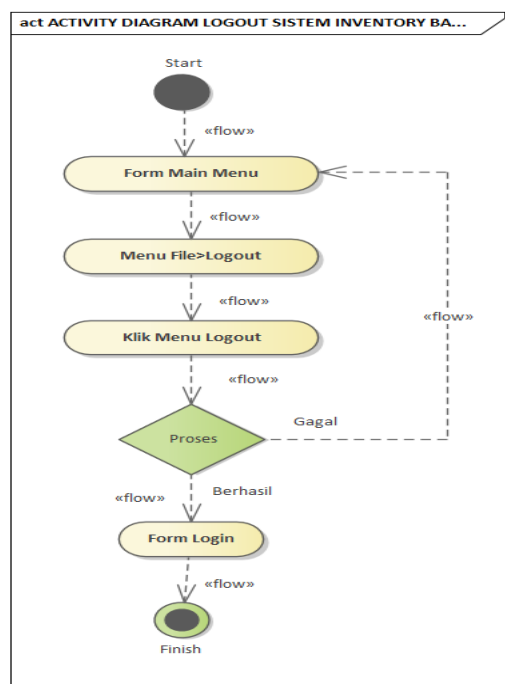 act ACTIVITY DIAGRAM LOGOUT SISTEM INVENTORY BA...
Start
«flow»
Form Main Menu
«flow»
Menu File>Logout
«flow»
Klik Menu Logout
«flow»
«flow»
Proses
Gagal
Berhasil
«flow»
Form Login
«flow»
Finish